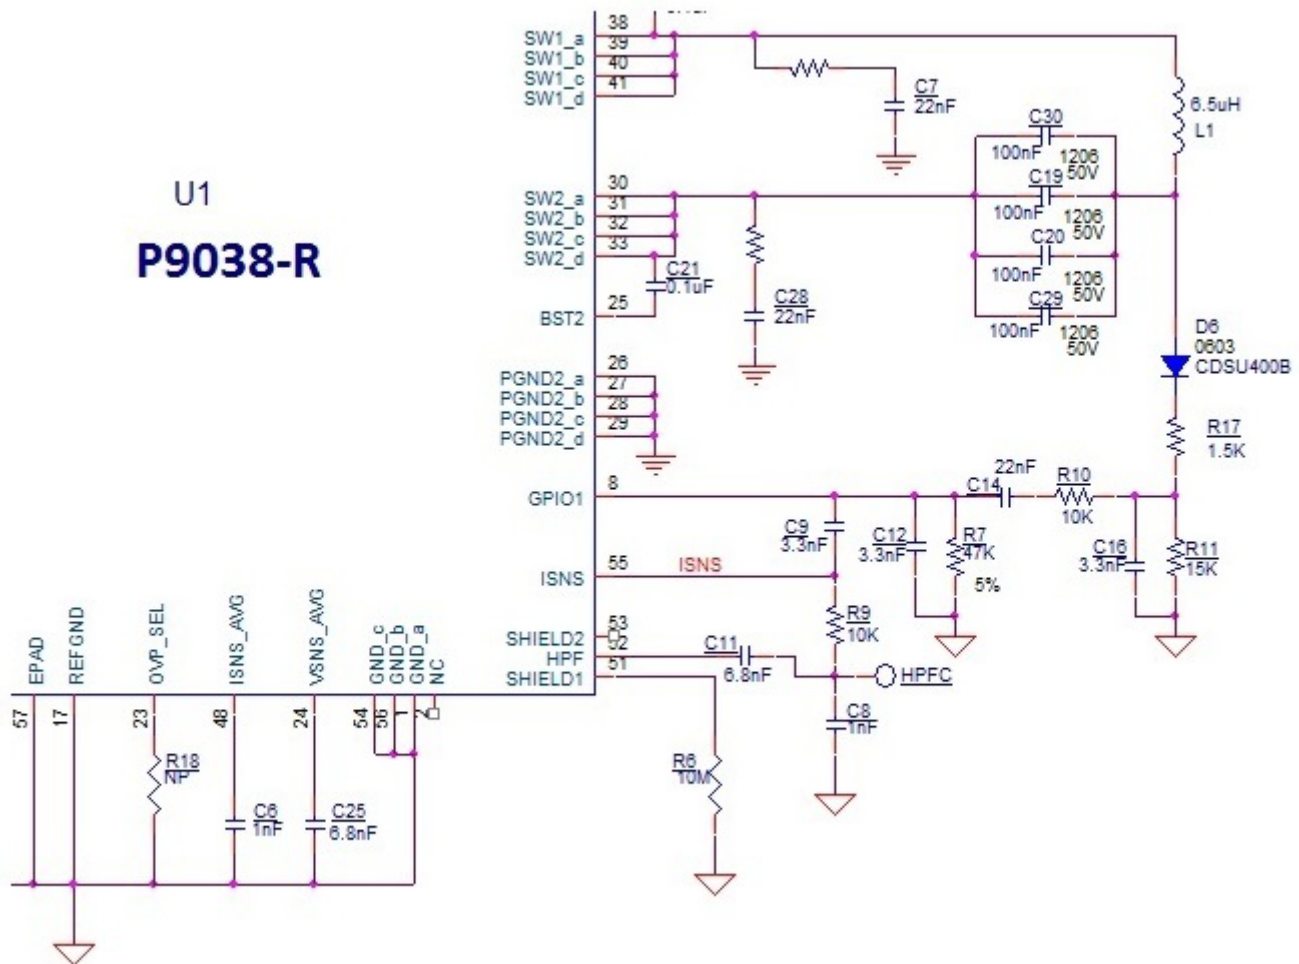 38
SW1_a
39
SW1_b
40
SW1_c
41
SW1_d
C7
22nF
6.5uH
L1
C30
100nF
1206
50V
U1
P9038-R
30
SW2_a
31
SW2_b
32
SW2_c
33
SW2_d
C19
100nF
1206
50V
C20
100nF
1206
50V
C21
0.1uF
25
BST2
C28
22nF
C29
100nF
1206
50V
D6
0603
CDSU400B
26
PGND2_a
27
PGND2_b
28
PGND2_c
29
PGND2_d
R17
1.5K
8
GPIO1
22nF
C14
R10
10K
C9
3.3nF
C12
3.3nF
R7
47K
5%
C16
3.3nF
R11
15K
55
ISNS
ISNS
R9
10K
53
SHIELD2
52
HPF
51
SHIELD1
C11
6.8nF
HPFC
C8
1nF
R6
10M
EPAD
REFGND
OVP_SEL
ISNS_AVG
VSNS_AVG
GND_c
GND_b
GND_a
NC
57
17
23
48
24
54
56
1
2
R18
NP
C6
1nF
C25
6.8nF